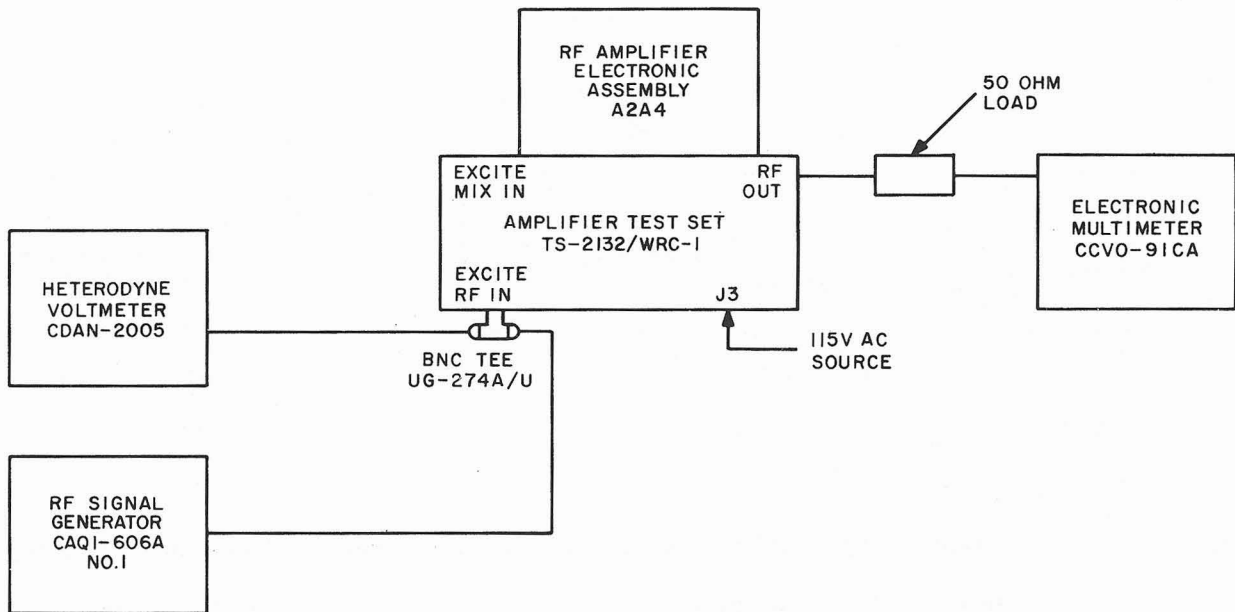 RF AMPLIFIER
ELECTRONIC
ASSEMBLY
A2A4
50 OHM
LOAD
EXCITE
MIX IN
RF
OUT
AMPLIFIER TEST SET
TS-2132/WRC-1
EXCITE
RF IN
J3
ELECTRONIC
MULTIMETER
CCVO-91CA
HETERODYNE
VOLTMETER
CDAN-2005
BNC TEE
UG-274A/U
115V AC
SOURCE
RF SIGNAL
GENERATOR
CAQI-606A
NO.1